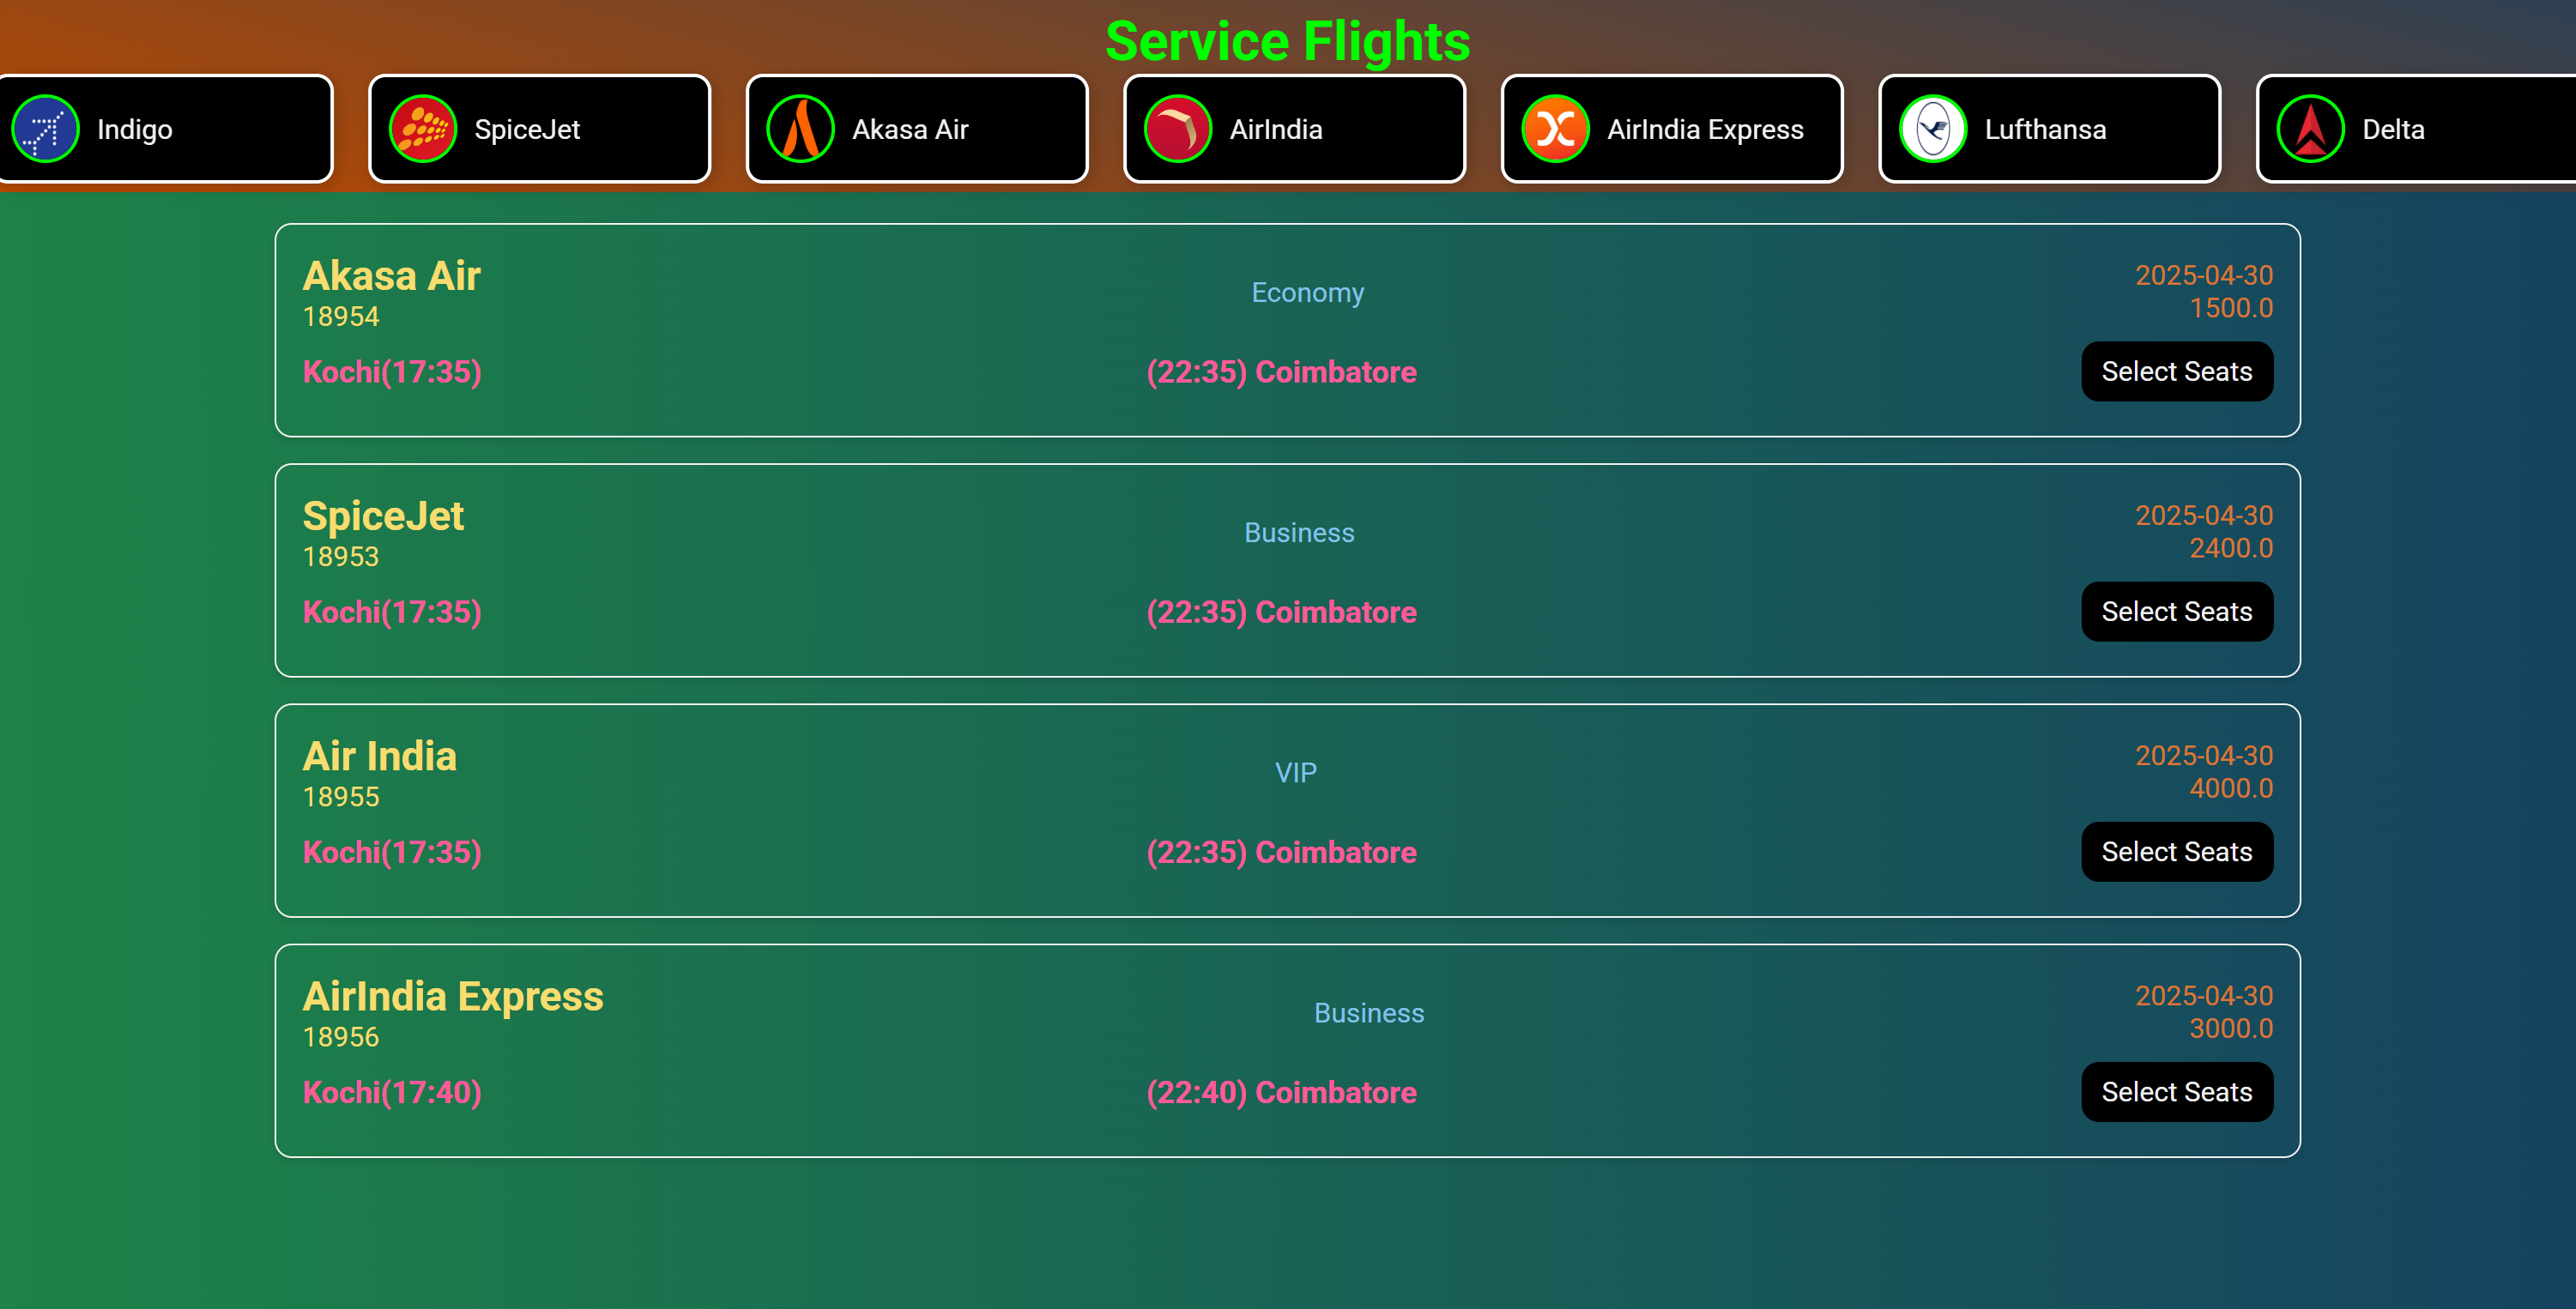 Service Flights
Indigo
SpiceJet
Akasa Air
AirIndia
AirIndia Express
Lufthansa
Delta
Akasa Air
18954
Economy
2025-04-30
1500.0
Kochi(17:35)
(22:35) Coimbatore
Select Seats
SpiceJet
18953
Business
2025-04-30
2400.0
Kochi(17:35)
(22:35) Coimbatore
Select Seats
Air India
18955
VIP
2025-04-30
4000.0
Kochi(17:35)
(22:35) Coimbatore
Select Seats
AirIndia Express
18956
Business
2025-04-30
3000.0
Kochi(17:40)
(22:40) Coimbatore
Select Seats